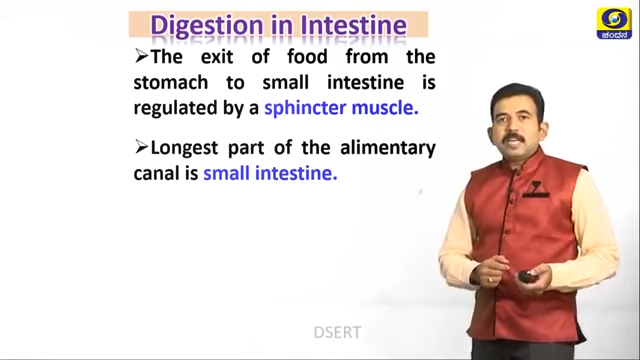 Digestion in Intestine
ಚಂದನ
➢The exit of food from the
stomach to small intestine is
regulated by a sphincter muscle.
➢Longest part of the alimentary
canal is small intestine.
DSERT